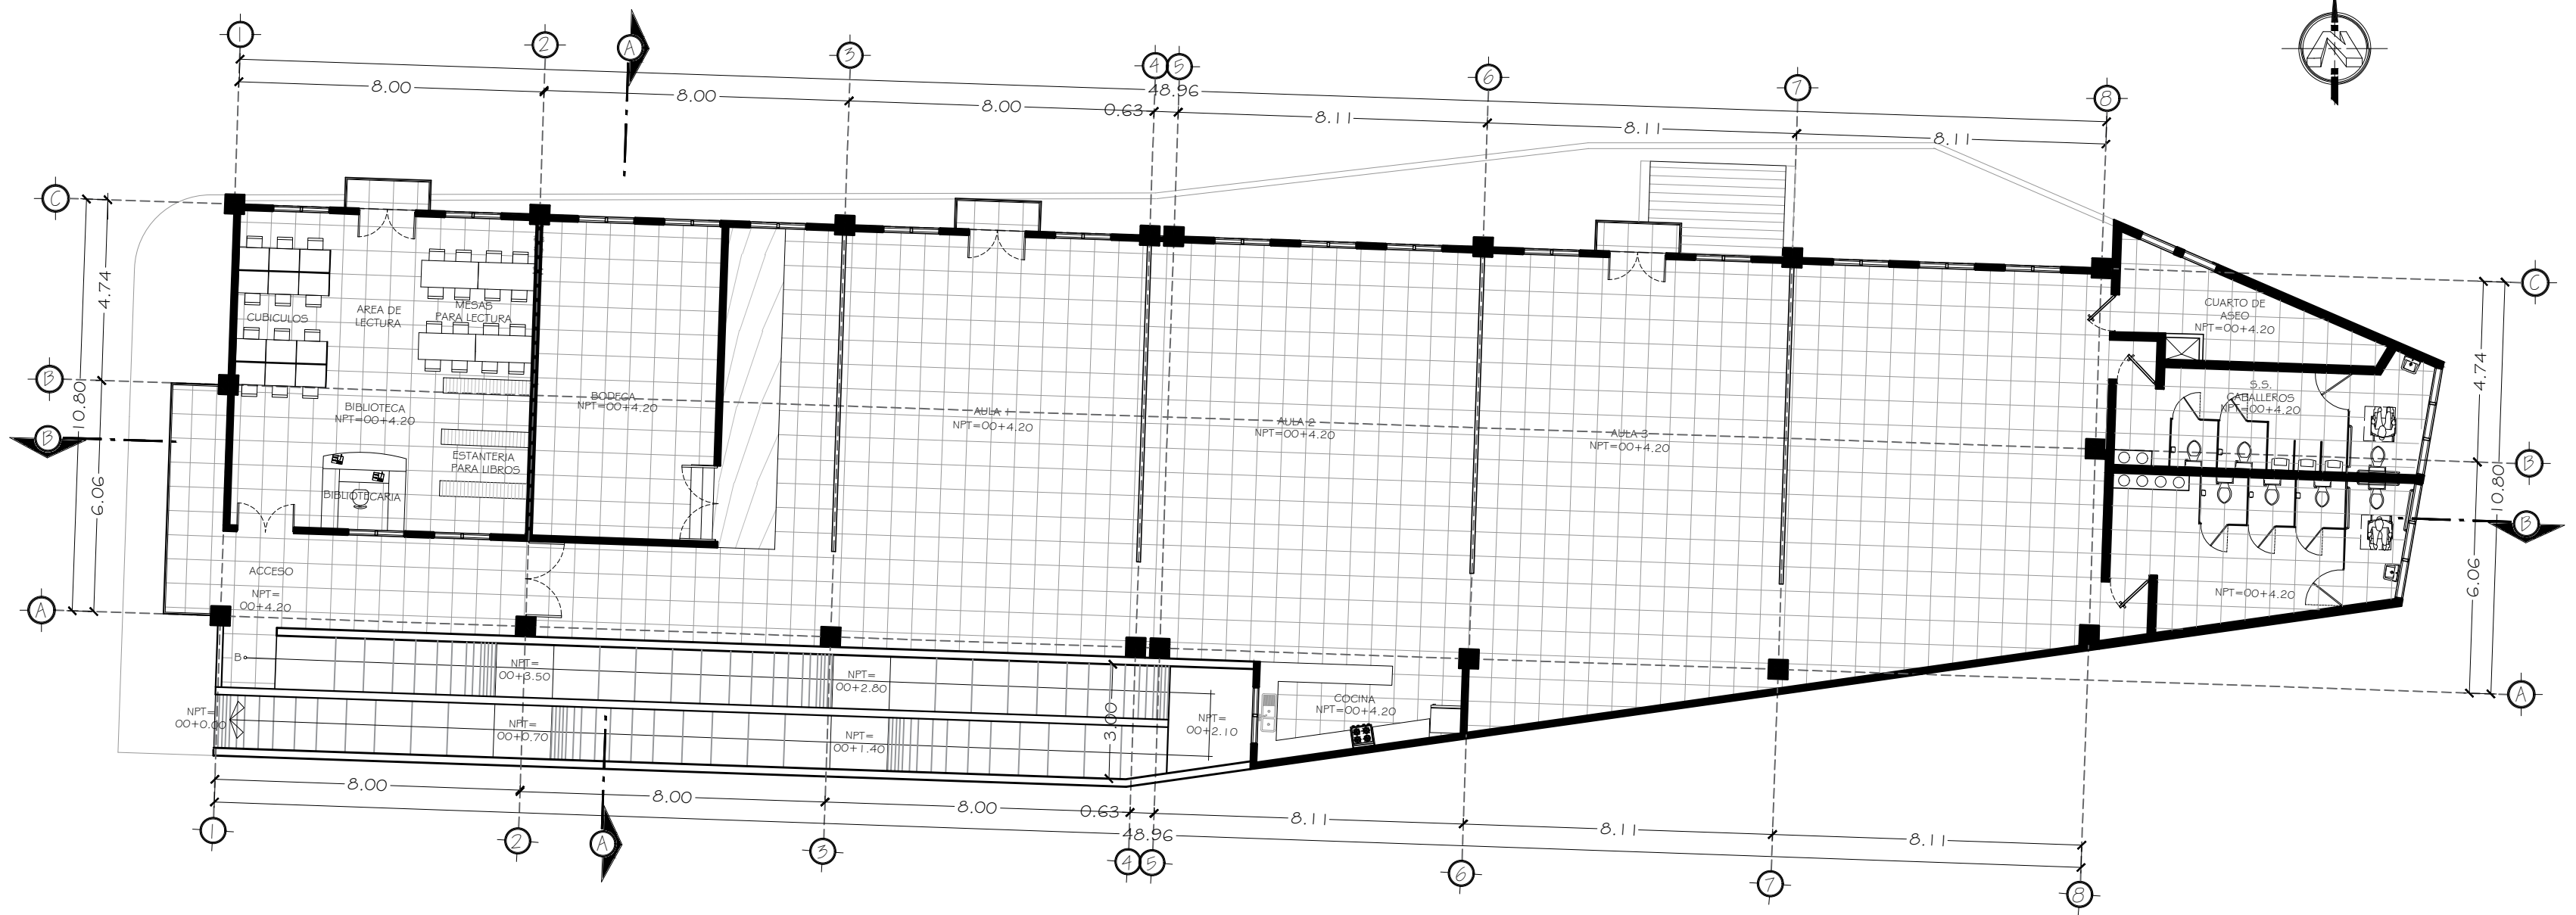 1
2
A
3
4
5
6
7
8
N
48.96
8.00
8.00
8.00
0.63
8.11
8.11
8.11
C
C
4.74
10.80
6.06
4.74
10.80
6.06
CUBICULOS
AREA DE
LECTURA
MESAS
PARA LECTURA
CUARTO DE
ASEO
NPT=00+4.20
B
BIBLIOTECA
NPT=00+4.20
BODEGA
NPT=00+4.20
AULA 1
NPT=00+4.20
AULA 2
NPT=00+4.20
AULA 3
NPT=00+4.20
S.S.
CABALLEROS
NPT=00+4.20
B
B
ESTANTERIA
PARA LIBROS
BIBLIOTECARIA
B
ACCESO
NPT=
00+4.20
NPT=00+4.20
A
A
B
NPT=
00+3.50
NPT=
00+2.80
NPT=
00+0.00
NPT=
00+0.70
NPT=
00+1.40
3.00
NPT=
00+2.10
COCINA
NPT=00+4.20
8.00
8.00
8.00
0.63
8.11
8.11
8.11
48.96
1
2
A
3
4
5
6
7
8